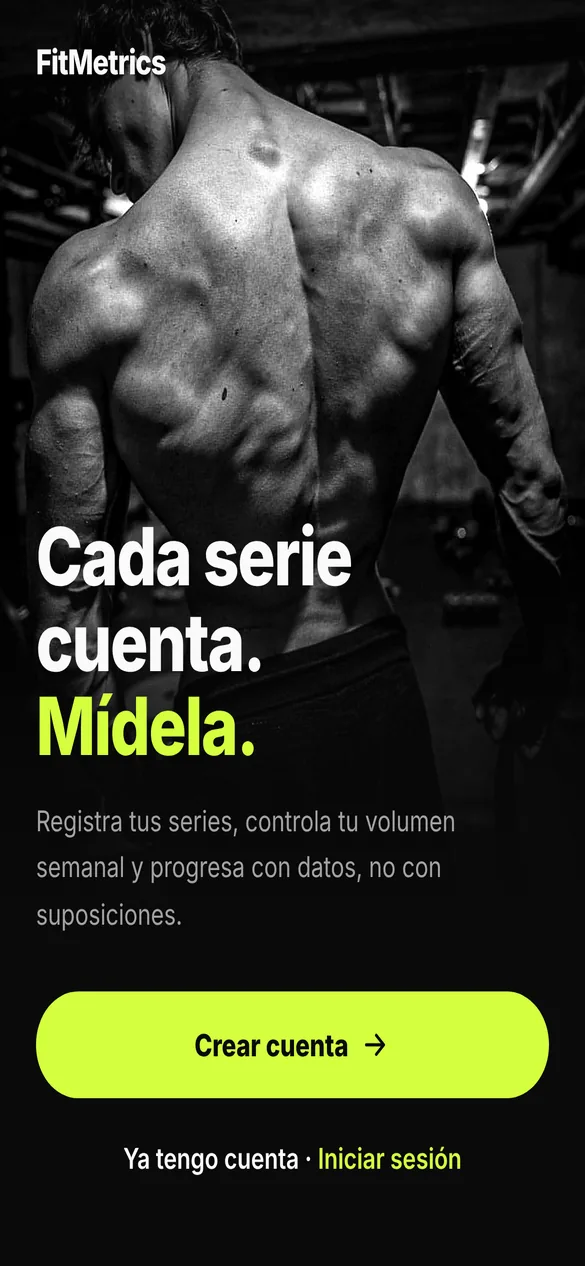 FitMetrics
Cada serie
cuenta.
Mídela.
Registra tus series, controla tu volumen
semanal y progresa con datos, no con
suposiciones.
Crear cuenta →
Ya tengo cuenta · Iniciar sesión